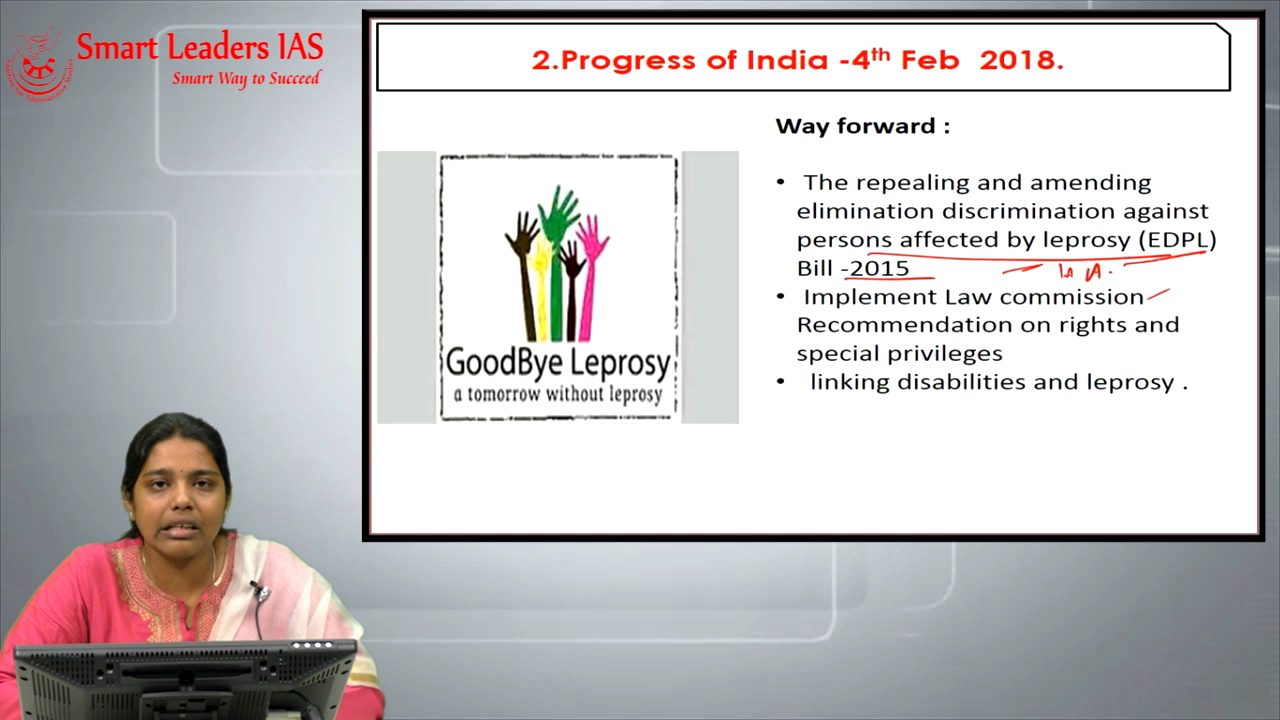 Smart Leaders IAS
Smart Way to Succeed
2.Progress of India -4th Feb 2018.
Way forward :
• The repealing and amending
elimination discrimination against
persons affected by leprosy (EDPL)
Bill -2015
• Implement Law commission
Recommendation on rights and
special privileges
• linking disabilities and leprosy .
GoodBye Leprosy
a tomorrow without leprosy